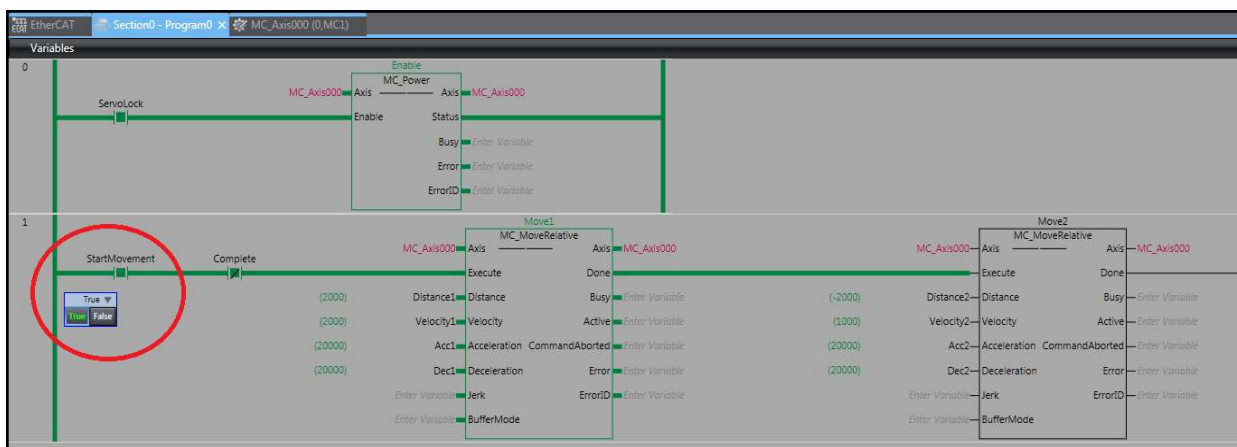 EtherCAT Section0 - Program0 × MC_Axis000 (0,MC1)
Variables
0
Enable
MC_Power
MC_Axis000 Axis Axis MC_Axis000
ServoLock
Enable Status
Busy Enter Variable
Error Enter Variable
ErrorID Enter Variable
1
Move1 Move2
MC_MoveRelative MC_MoveRelative
MC_Axis000 Axis Axis MC_Axis000 MC_Axis000 Axis Axis MC_Axis000
StartMovement Complete
Execute Done Execute Done
True ▼ (2000) Distance1 Distance Busy Enter Variable (-2000) Distance2 Distance Busy Enter Variable
True False (2000) Velocity1 Velocity Active Enter Variable (1000) Velocity2 Velocity Active Enter Variable
(20000) Acc1 Acceleration CommandAborted Enter Variable (20000) Acc2 Acceleration CommandAborted Enter Variable
(20000) Dec1 Deceleration Error Enter Variable (20000) Dec2 Deceleration Error Enter Variable
Enter Variable Jerk ErrorID Enter Variable Enter Variable Jerk ErrorID Enter Variable
Enter Variable BufferMode Enter Variable BufferMode